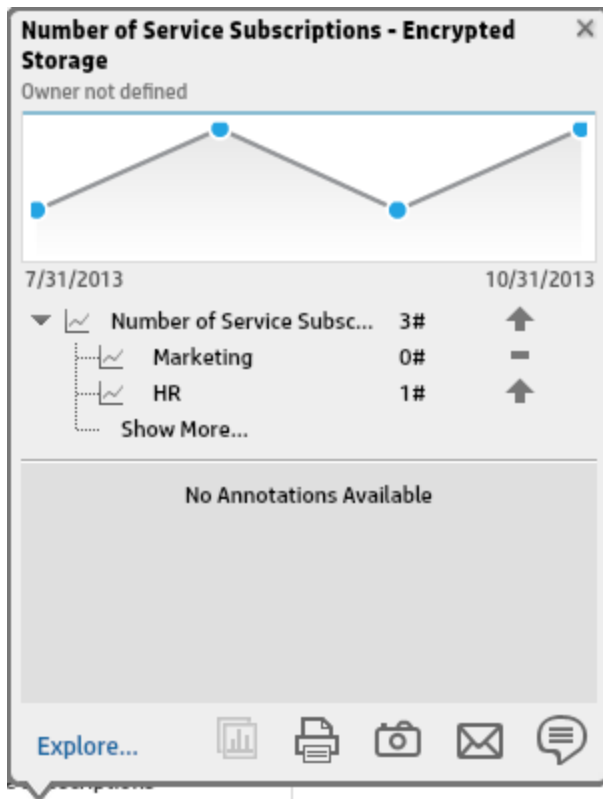 Number of Service Subscriptions - Encrypted
Storage
Owner not defined
7/31/2013 10/31/2013
Number of Service Subsc... 3#
Marketing 0#
HR 1#
Show More...
No Annotations Available
Explore...